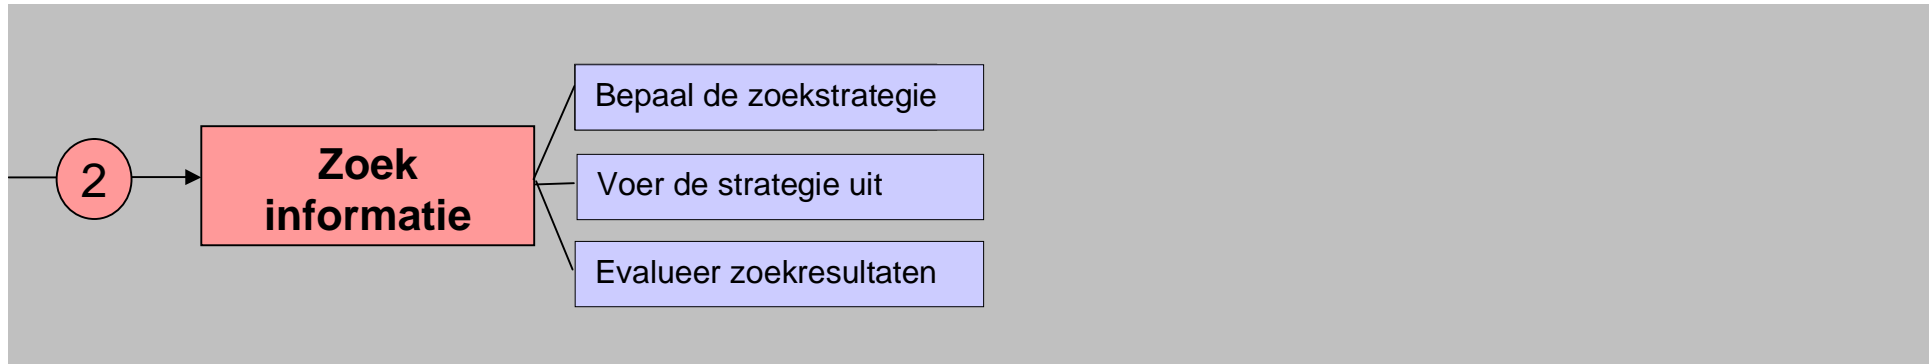 2
Zoek
informatie
Bepaal de zoekstrategie
Voer de strategie uit
Evalueer zoekresultaten